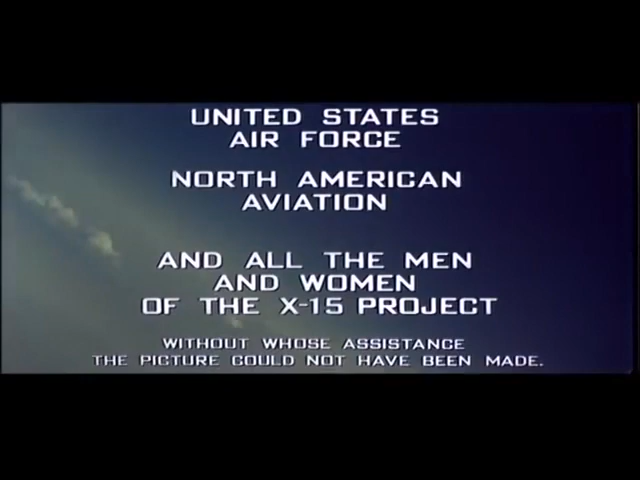 UNITED STATES
AIR FORCE
NORTH AMERICAN
AVIATION
AND ALL THE MEN
AND WOMEN
OF THE X-15 PROJECT
WITHOUT WHOSE ASSISTANCE
THE PICTURE COULD NOT HAVE BEEN MADE.